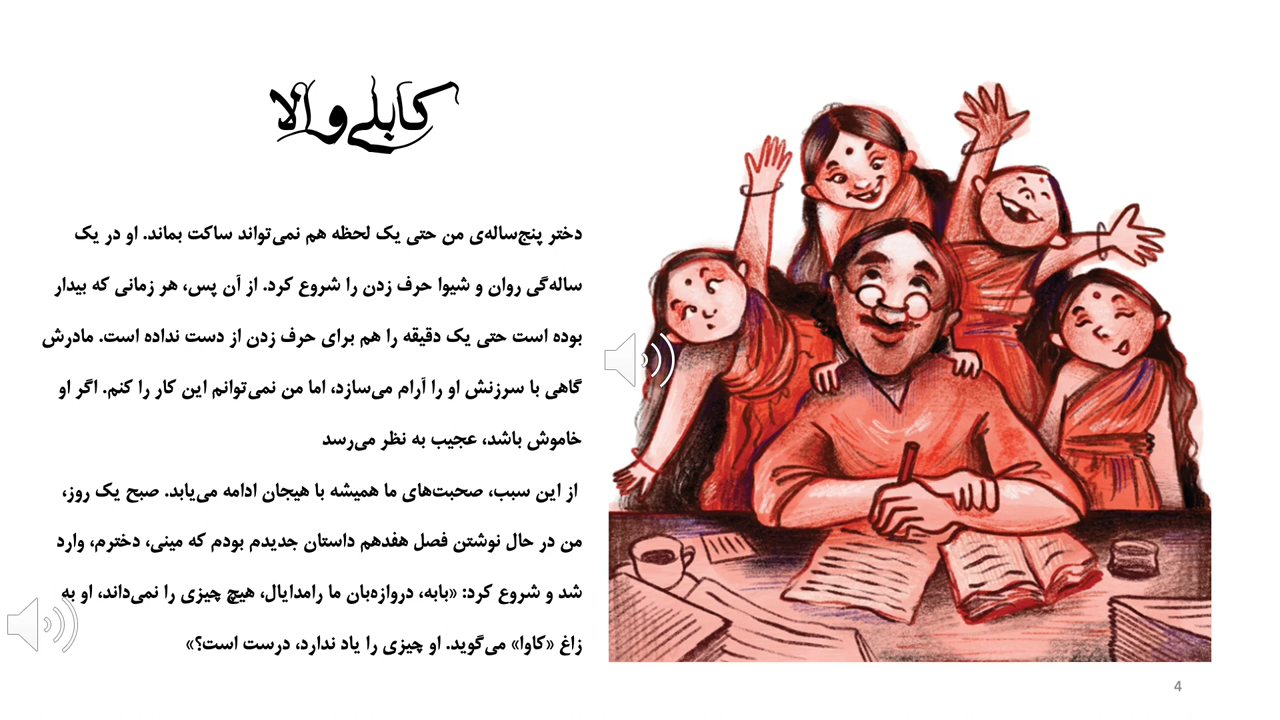 کابلی والا
دختر پنج‌ساله‌ی من حتی یک لحظه هم نمی‌تواند ساکت بماند. او در یک
ساله‌گی روان و شیوا حرف زدن را شروع کرد. از آن پس، هر زمانی که بیدار
بوده است حتی یک دقیقه را هم برای حرف زدن از دست نداده است. مادرش
گاهی با سرزنش او را آرام می‌سازد، اما من نمی‌توانم این کار را کنم. اگر او
خاموش باشد، عجیب به نظر می‌رسد
از این سبب، صحبت‌های ما همیشه با هیجان ادامه می‌یابد. صبح یک روز،
من در حال نوشتن فصل هفدهم داستان جدیدم بودم که مینی، دخترم، وارد
شد و شروع کرد: «بابه، دروازه‌بان ما رامدایال، هیچ چیزی را نمی‌داند، او به
زاغ «کاوا» می‌گوید. او چیزی را یاد ندارد، درست است؟»
4